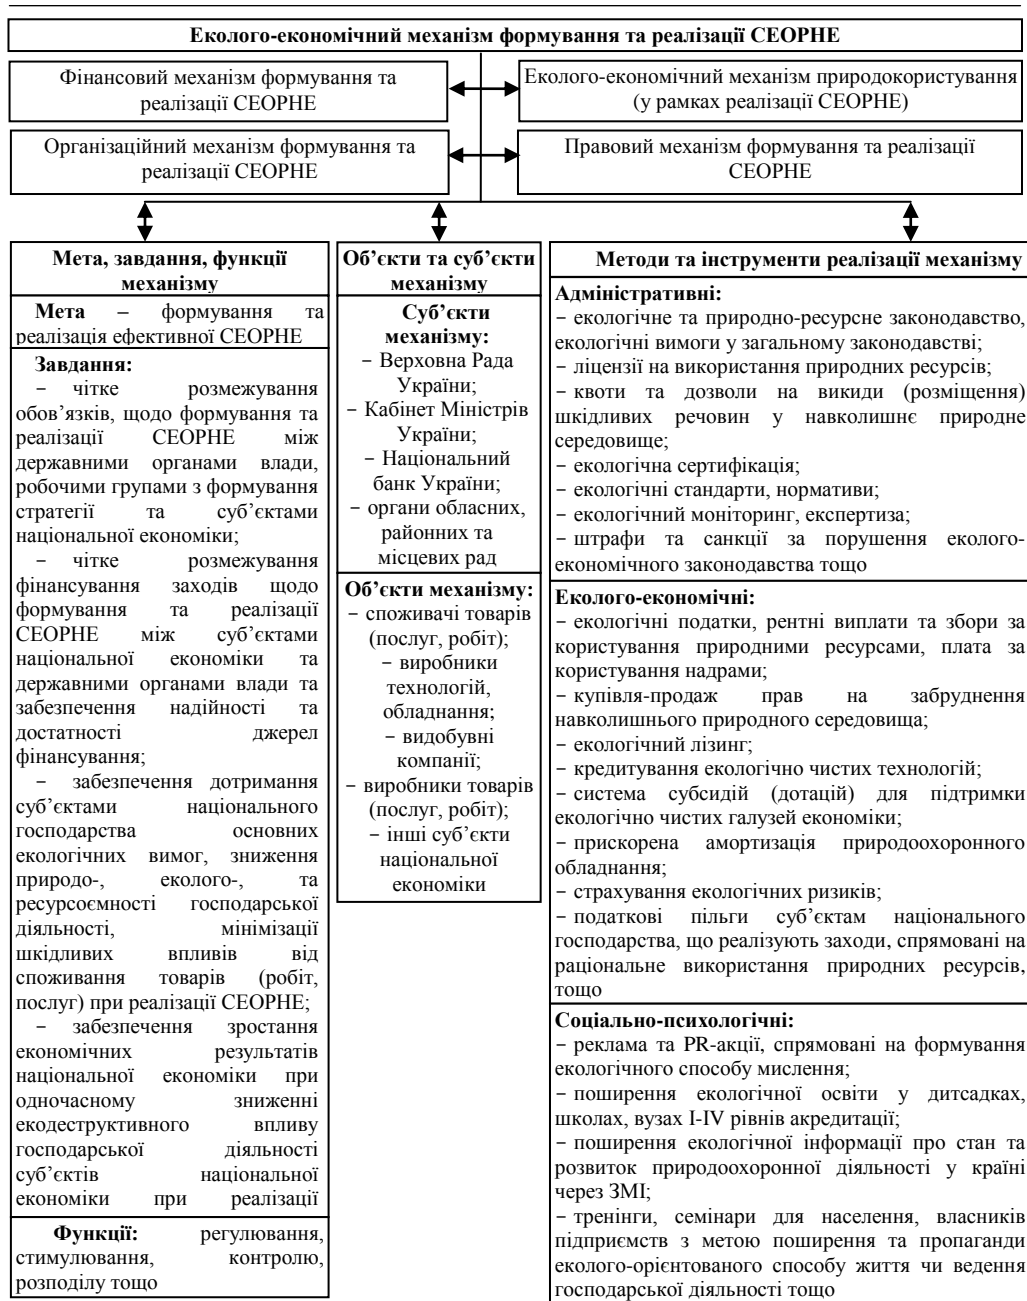 Еколого-економічний механізм формування та реалізації СЕОРНЕ
Фінансовий механізм формування та
реалізації СЕОРНЕ
Еколого-економічний механізм природокористування
(у рамках реалізації СЕОРНЕ)
Організаційний механізм формування та
реалізації СЕОРНЕ
Правовий механізм формування та реалізації
СЕОРНЕ
Мета, завдання, функції
механізму
Мета – формування та
реалізація ефективної СЕОРНЕ
Завдання:
– чітке розмежування
обов’язків, щодо формування та
реалізації СЕОРНЕ між
державними органами влади,
робочими групами з формування
стратегії та суб’єктами
національної економіки;
– чітке розмежування
фінансування заходів щодо
формування та реалізації
СЕОРНЕ між суб’єктами
національної економіки та
державними органами влади та
забезпечення надійності та
достатності джерел
фінансування;
– забезпечення дотримання
суб’єктами національного
господарства основних
екологічних вимог, зниження
природо-, еколого-, та
ресурсоємності господарської
діяльності, мінімізації
шкідливих впливів від
споживання товарів (робіт,
послуг) при реалізації СЕОРНЕ;
– забезпечення зростання
економічних результатів
національної економіки при
одночасному зниженні
екодеструктивного впливу
господарської діяльності
суб’єктів національної
економіки при реалізації
Функції: регулювання,
стимулювання, контролю,
розподілу тощо
Об’єкти та суб’єкти
механізму
Суб’єкти
механізму:
– Верховна Рада
України;
– Кабінет Міністрів
України;
– Національний
банк України;
– органи обласних,
районних та
місцевих рад
Об’єкти механізму:
– споживачі товарів
(послуг, робіт);
– виробники
технологій,
обладнання;
– видобувні
компанії;
– виробники товарів
(послуг, робіт);
– інші суб’єкти
національної
економіки
Методи та інструменти реалізації механізму
Адміністративні:
– екологічне та природно-ресурсне законодавство,
екологічні вимоги у загальному законодавстві;
– ліцензії на використання природних ресурсів;
– квоти та дозволи на викиди (розміщення)
шкідливих речовин у навколишнє природне
середовище;
– екологічна сертифікація;
– екологічні стандарти, нормативи;
– екологічний моніторинг, експертиза;
– штрафи та санкції за порушення еколого-
економічного законодавства тощо
Еколого-економічні:
– екологічні податки, рентні виплати та збори за
користування природними ресурсами, плата за
користування надрами;
– купівля-продаж прав на забруднення
навколишнього природного середовища;
– екологічний лізинг;
– кредитування екологічно чистих технологій;
– система субсидій (дотацій) для підтримки
екологічно чистих галузей економіки;
– прискорена амортизація природоохоронного
обладнання;
– страхування екологічних ризиків;
– податкові пільги суб’єктам національного
господарства, що реалізують заходи, спрямовані на
раціональне використання природних ресурсів,
тощо
Соціально-психологічні:
– реклама та PR-акції, спрямовані на формування
екологічного способу мислення;
– поширення екологічної освіти у дитсадках,
школах, вузах І-ІV рівнів акредитації;
– поширення екологічної інформації про стан та
розвиток природоохоронної діяльності у країні
через ЗМІ;
– тренінги, семінари для населення, власників
підприємств з метою поширення та пропаганди
еколого-орієнтованого способу життя чи ведення
господарської діяльності тощо